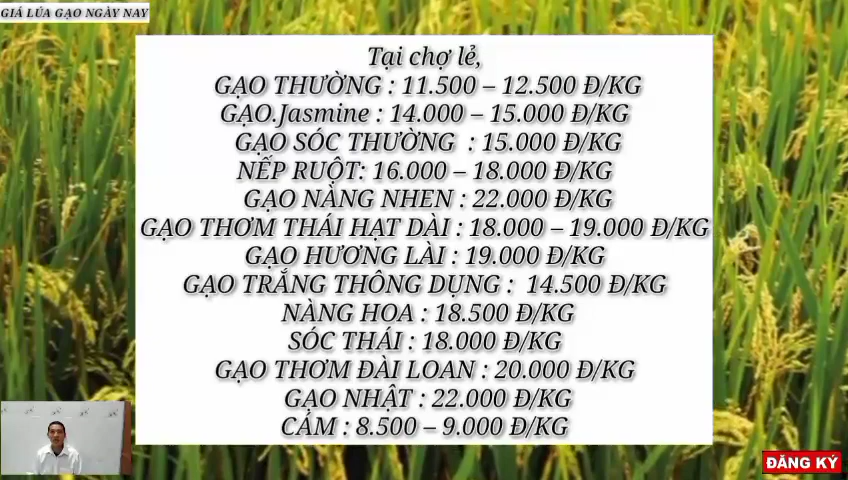 GIÁ LÚA GẠO NGÀY NAY
Tại chợ lẻ,
GẠO THƯỜNG : 11.500 – 12.500 Đ/KG
GẠO.Jasmine : 14.000 – 15.000 Đ/KG
GẠO SÓC THƯỜNG : 15.000 Đ/KG
NẾP RUỘT: 16.000 – 18.000 Đ/KG
GẠO NÀNG NHEN : 22.000 Đ/KG
GẠO THƠM THÁI HẠT DÀI : 18.000 – 19.000 Đ/KG
GẠO HƯƠNG LÀI : 19.000 Đ/KG
GẠO TRẮNG THÔNG DỤNG : 14.500 Đ/KG
NÀNG HOA : 18.500 Đ/KG
SÓC THÁI : 18.000 Đ/KG
GẠO THƠM ĐÀI LOAN : 20.000 Đ/KG
GẠO NHẬT : 22.000 Đ/KG
CÁM : 8.500 – 9.000 Đ/KG
ĐĂNG KÝ